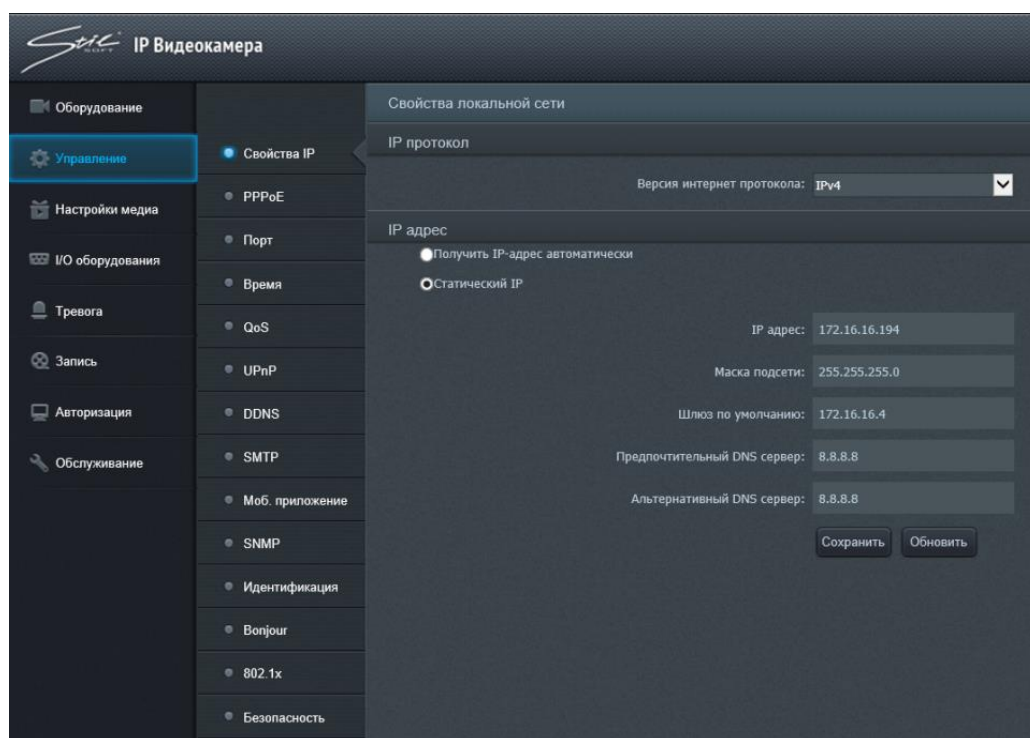 Stil SOFT IP Видеокамера
Оборудование
Управление
Настройки медиа
I/O оборудования
Тревога
Запись
Авторизация
Обслуживание
Свойства IP
PPPoE
Порт
Время
QoS
UPnP
DDNS
SMTP
Моб. приложение
SNMP
Идентификация
Bonjour
802.1x
Безопасность
Свойства локальной сети
IP протокол
Версия интернет протокола: IPv4
IP адрес
Получить IP-адрес автоматически
Статический IP
IP адрес: 172.16.16.194
Маска подсети: 255.255.255.0
Шлюз по умолчанию: 172.16.16.4
Предпочтительный DNS сервер: 8.8.8.8
Альтернативный DNS сервер: 8.8.8.8
Сохранить Обновить